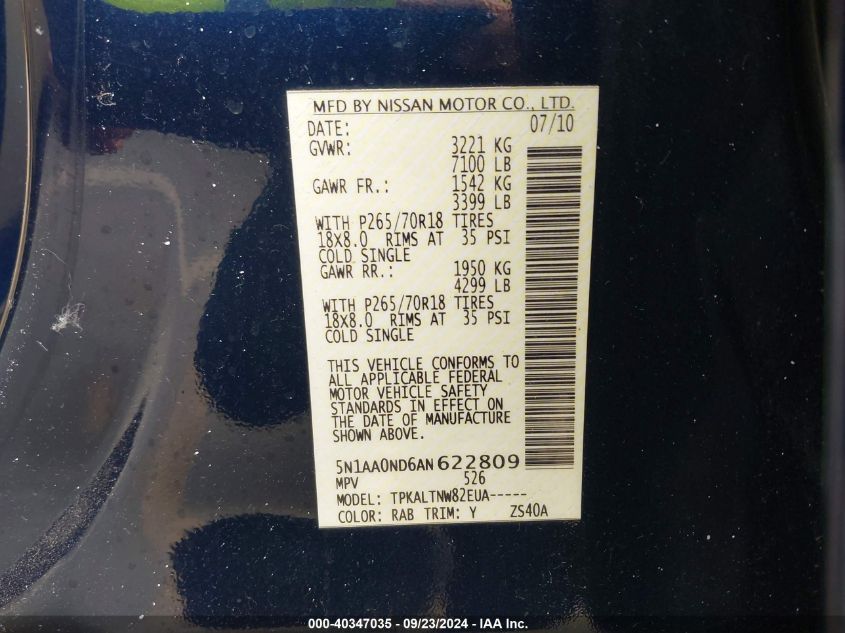 MFD BY NISSAN MOTOR CO., LTD.
DATE: 07/10
GVWR: 3221 KG
7100 LB
GAWR FR.: 1542 KG
3399 LB
WITH P265/70R18 TIRES
18X8.0 RIMS AT 35 PSI
COLD SINGLE
GAWR RR.: 1950 KG
4299 LB
WITH P265/70R18 TIRES
18X8.0 RIMS AT 35 PSI
COLD SINGLE
THIS VEHICLE CONFORMS TO
ALL APPLICABLE FEDERAL
MOTOR VEHICLE SAFETY
STANDARDS IN EFFECT ON
THE DATE OF MANUFACTURE
SHOWN ABOVE.
5N1AA0ND6AN622809
MPV 526
MODEL: TPKALTNW82EUA-----
COLOR: RAB TRIM: Y ZS40A
000-40347035 - 09/23/2024 - IAA Inc.